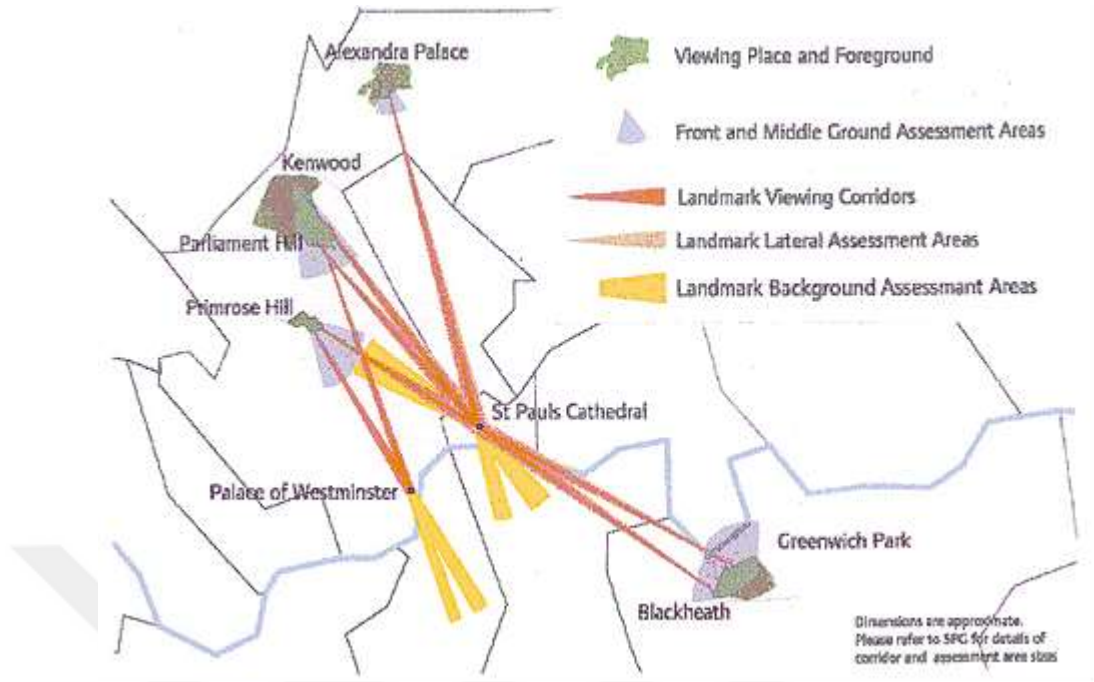 Alexandra Palace
Viewing Place and Foreground
Front and Middle Ground Assessment Areas
Kenwood
Landmark Viewing Corridors
Parliament Hill
Landmark Lateral Assessment Areas
Landmark Background Assessmant Areas
Primrose Hill
St Pauls Cathedral
Palace of Westminster
Greenwich Park
Blackheath
Dimensions are approximate.
Please refer to SPG for details of
corridor and assessment area sizes